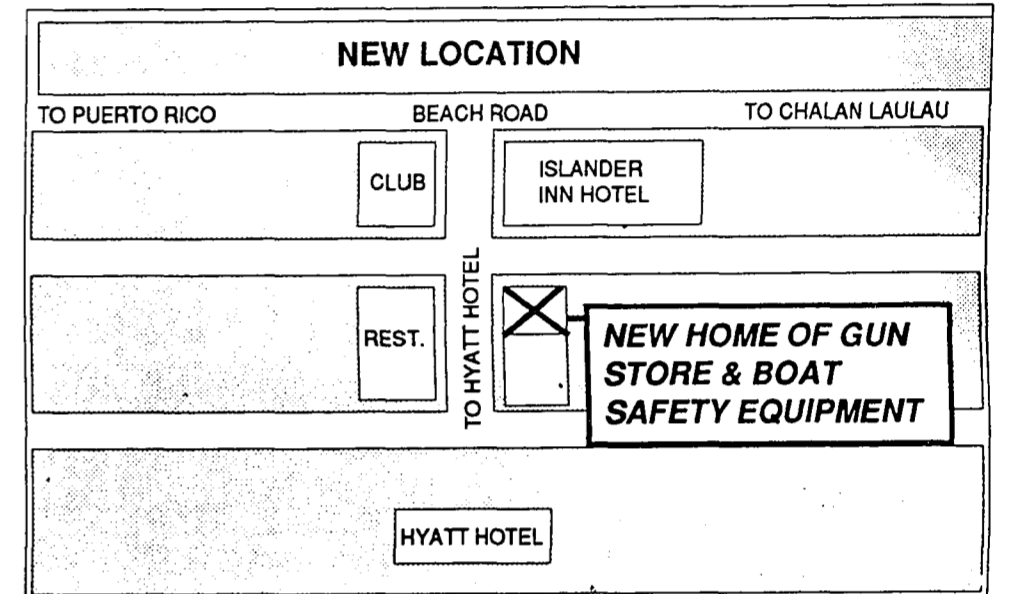 NEW LOCATION
TO PUERTO RICO
BEACH ROAD
TO CHALAN LAULAU
CLUB
ISLANDER
INN HOTEL
TO HYATT HOTEL
REST.
NEW HOME OF GUN
STORE & BOAT
SAFETY EQUIPMENT
HYATT HOTEL